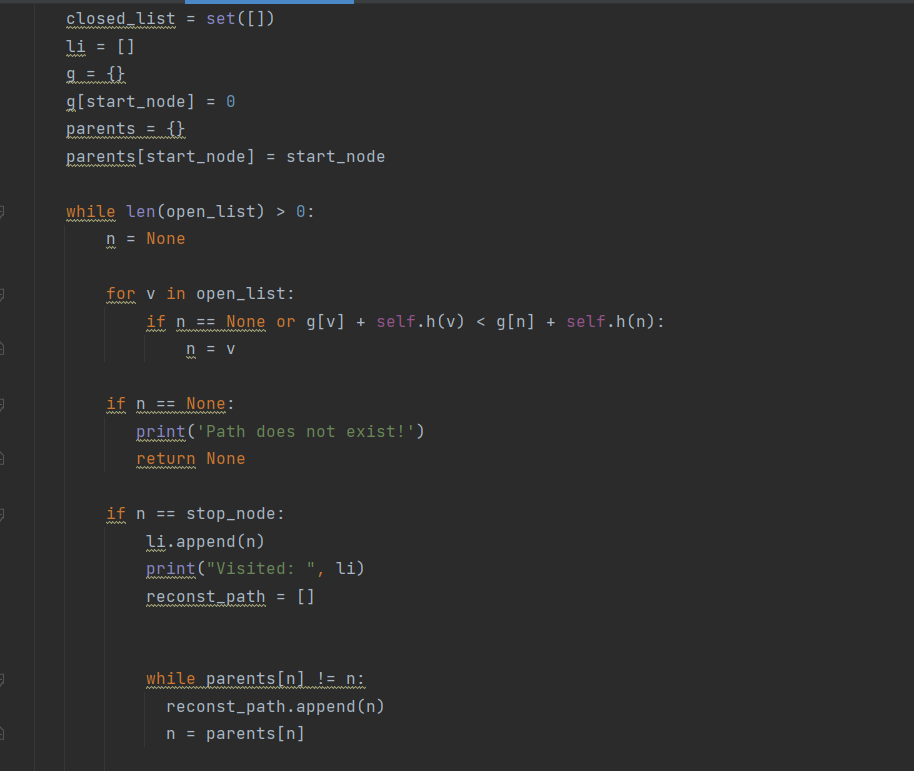 closed_list = set([])
li = []
g = {}
g[start_node] = 0
parents = {}
parents[start_node] = start_node
while len(open_list) > 0:
n = None
for v in open_list:
if n == None or g[v] + self.h(v) < g[n] + self.h(n):
n = v
if n == None:
print('Path does not exist!')
return None
if n == stop_node:
li.append(n)
print("Visited: ", li)
reconst_path = []
while parents[n] != n:
reconst_path.append(n)
n = parents[n]